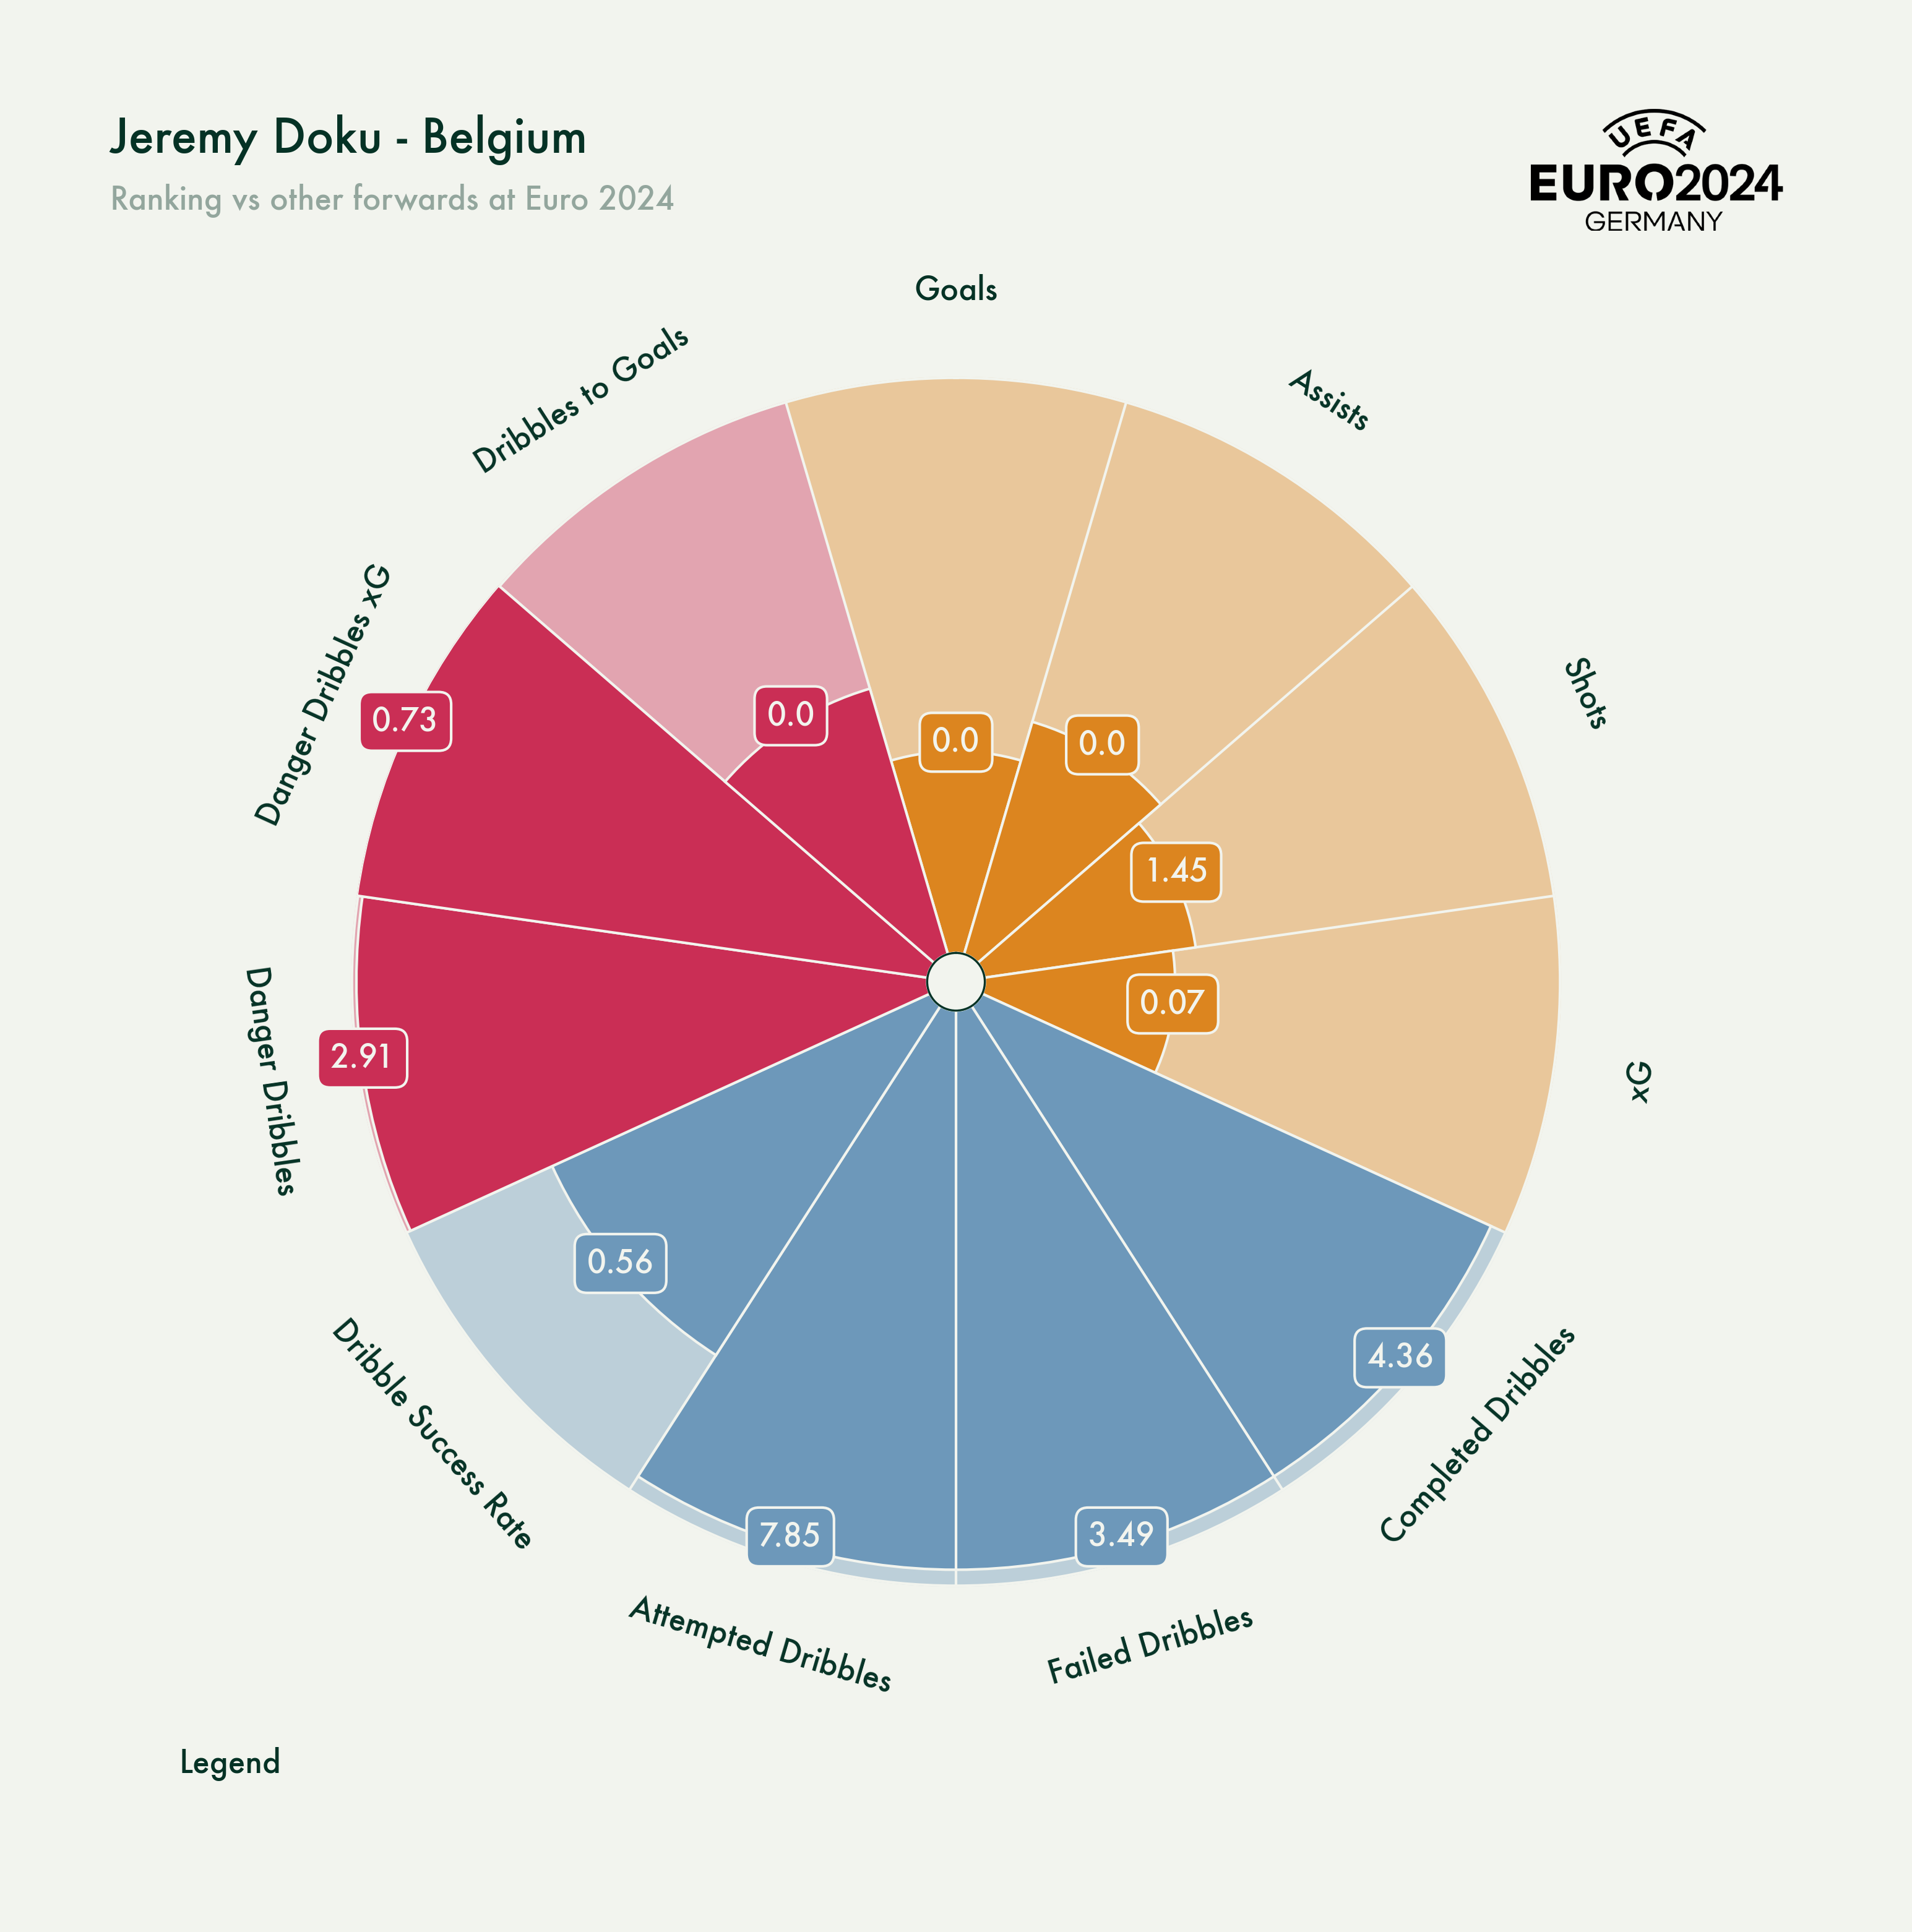 Jeremy Doku - Belgium
Ranking vs other forwards at Euro 2024
UEFA
EURO2024
GERMANY
Goals
Assists
Shots
xG
Completed Dribbles
Failed Dribbles
Attempted Dribbles
Dribble Success Rate
Danger Dribbles
Danger Dribbles xG
Dribbles to Goals
0.0
0.0
1.45
0.07
4.36
3.49
7.85
0.56
2.91
0.73
0.0
Legend